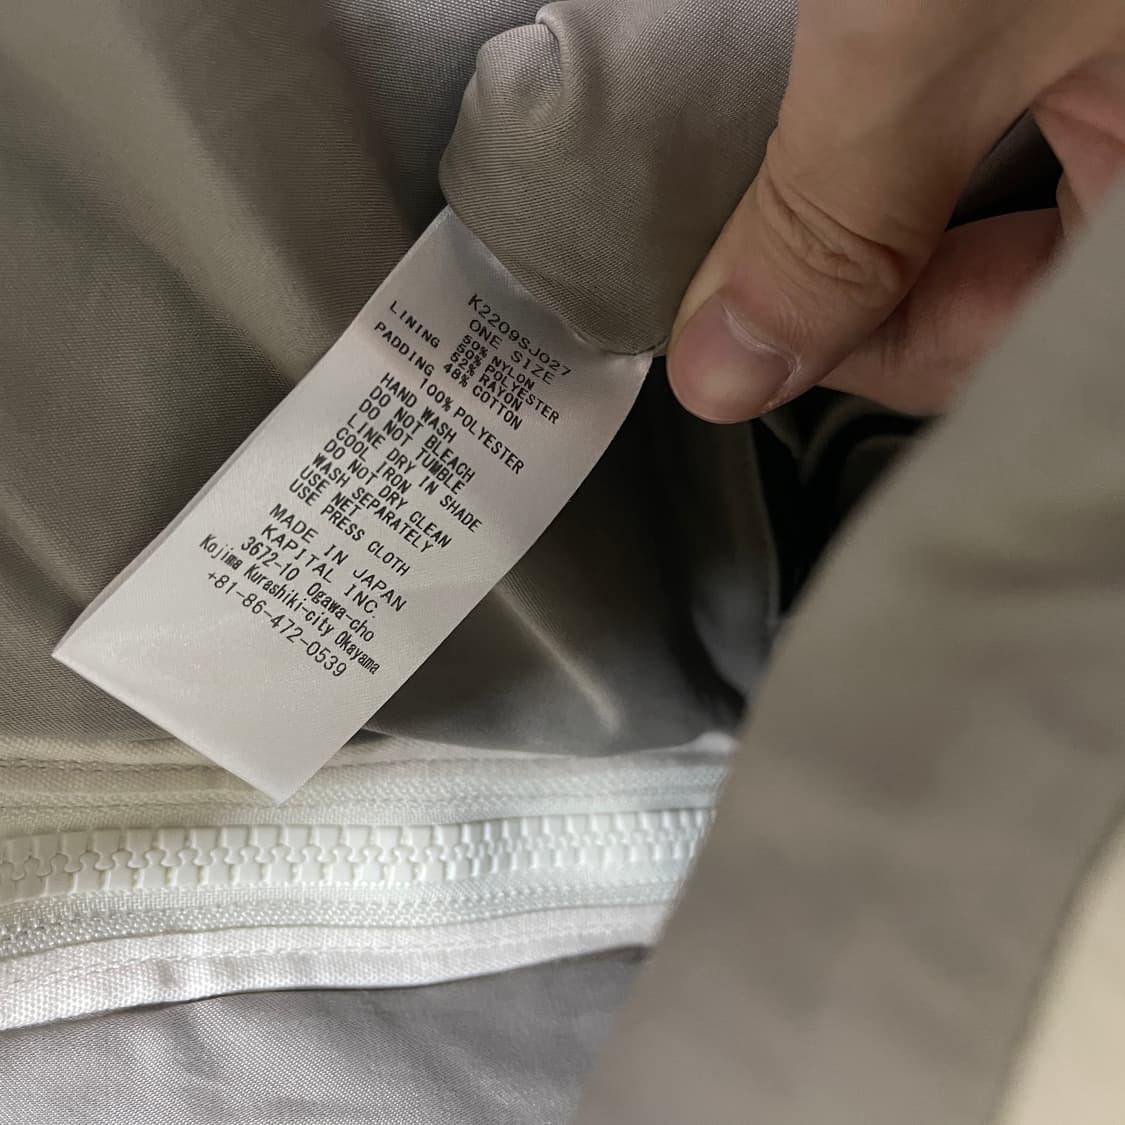 K2209SJ027
ONE SIZE
50% NYLON
50% POLYESTER
LINING 52% RAYON
48% COTTON
PADDING 100% POLYESTER
HAND WASH
DO NOT BLEACH
DO NOT TUMBLE
LINE DRY IN SHADE
COOL IRON
DO NOT DRY CLEAN
WASH SEPARATELY
USE NET
USE PRESS CLOTH
MADE IN JAPAN
KAPITAL INC.
3672-10 Ogawa-cho
Kojima Kurashiki-city Okayama
+81-86-472-0539